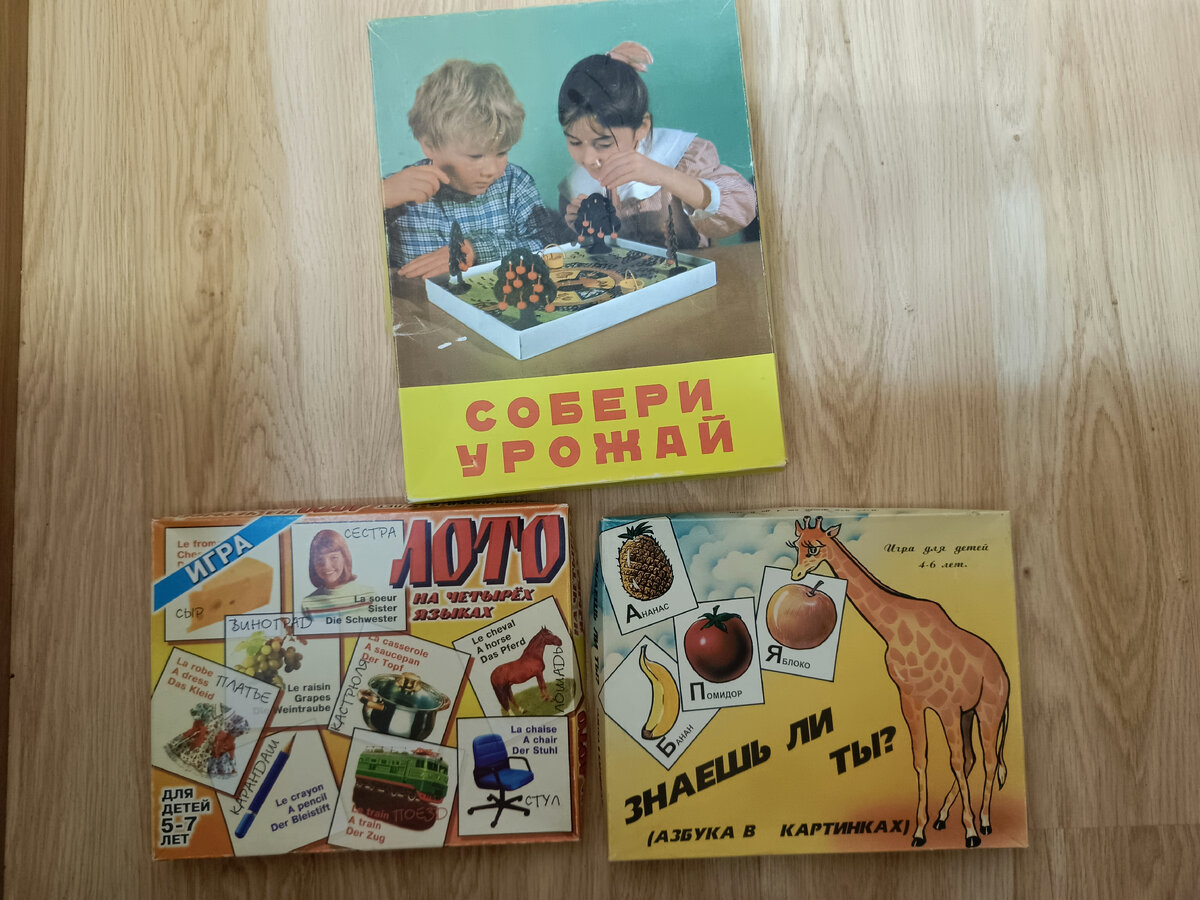 СОБЕРИ
УРОЖАЙ
ИГРА
СЫР
СЕСТРА
La soeur
Sister
Die Schwester
ЛОТО
НА ЧЕТЫРЁХ
ЯЗЫКАХ
ВИНОГРАД
Le raisin
Grapes
Weintraube
La casserole
A saucepan
Der Topf
КАСТРЮЛЯ
Le cheval
A horse
Das Pferd
ЛОШАДЬ
La robe
A dress
Das Kleid
ПЛАТЬЕ
КАРАНДАШ
Le crayon
A pencil
Der Bleistift
Le train
A train
Der Zug
ПОЕЗД
La chaise
A chair
Der Stuhl
СТУЛ
ДЛЯ
ДЕТЕЙ
5-7
ЛЕТ
Игра для детей
4-6 лет.
АНАНАС
БАНАН
ПОМИДОР
ЯБЛОКО
ЗНАЕШЬ ЛИ
ТЫ?
(АЗБУКА В КАРТИНКАХ)